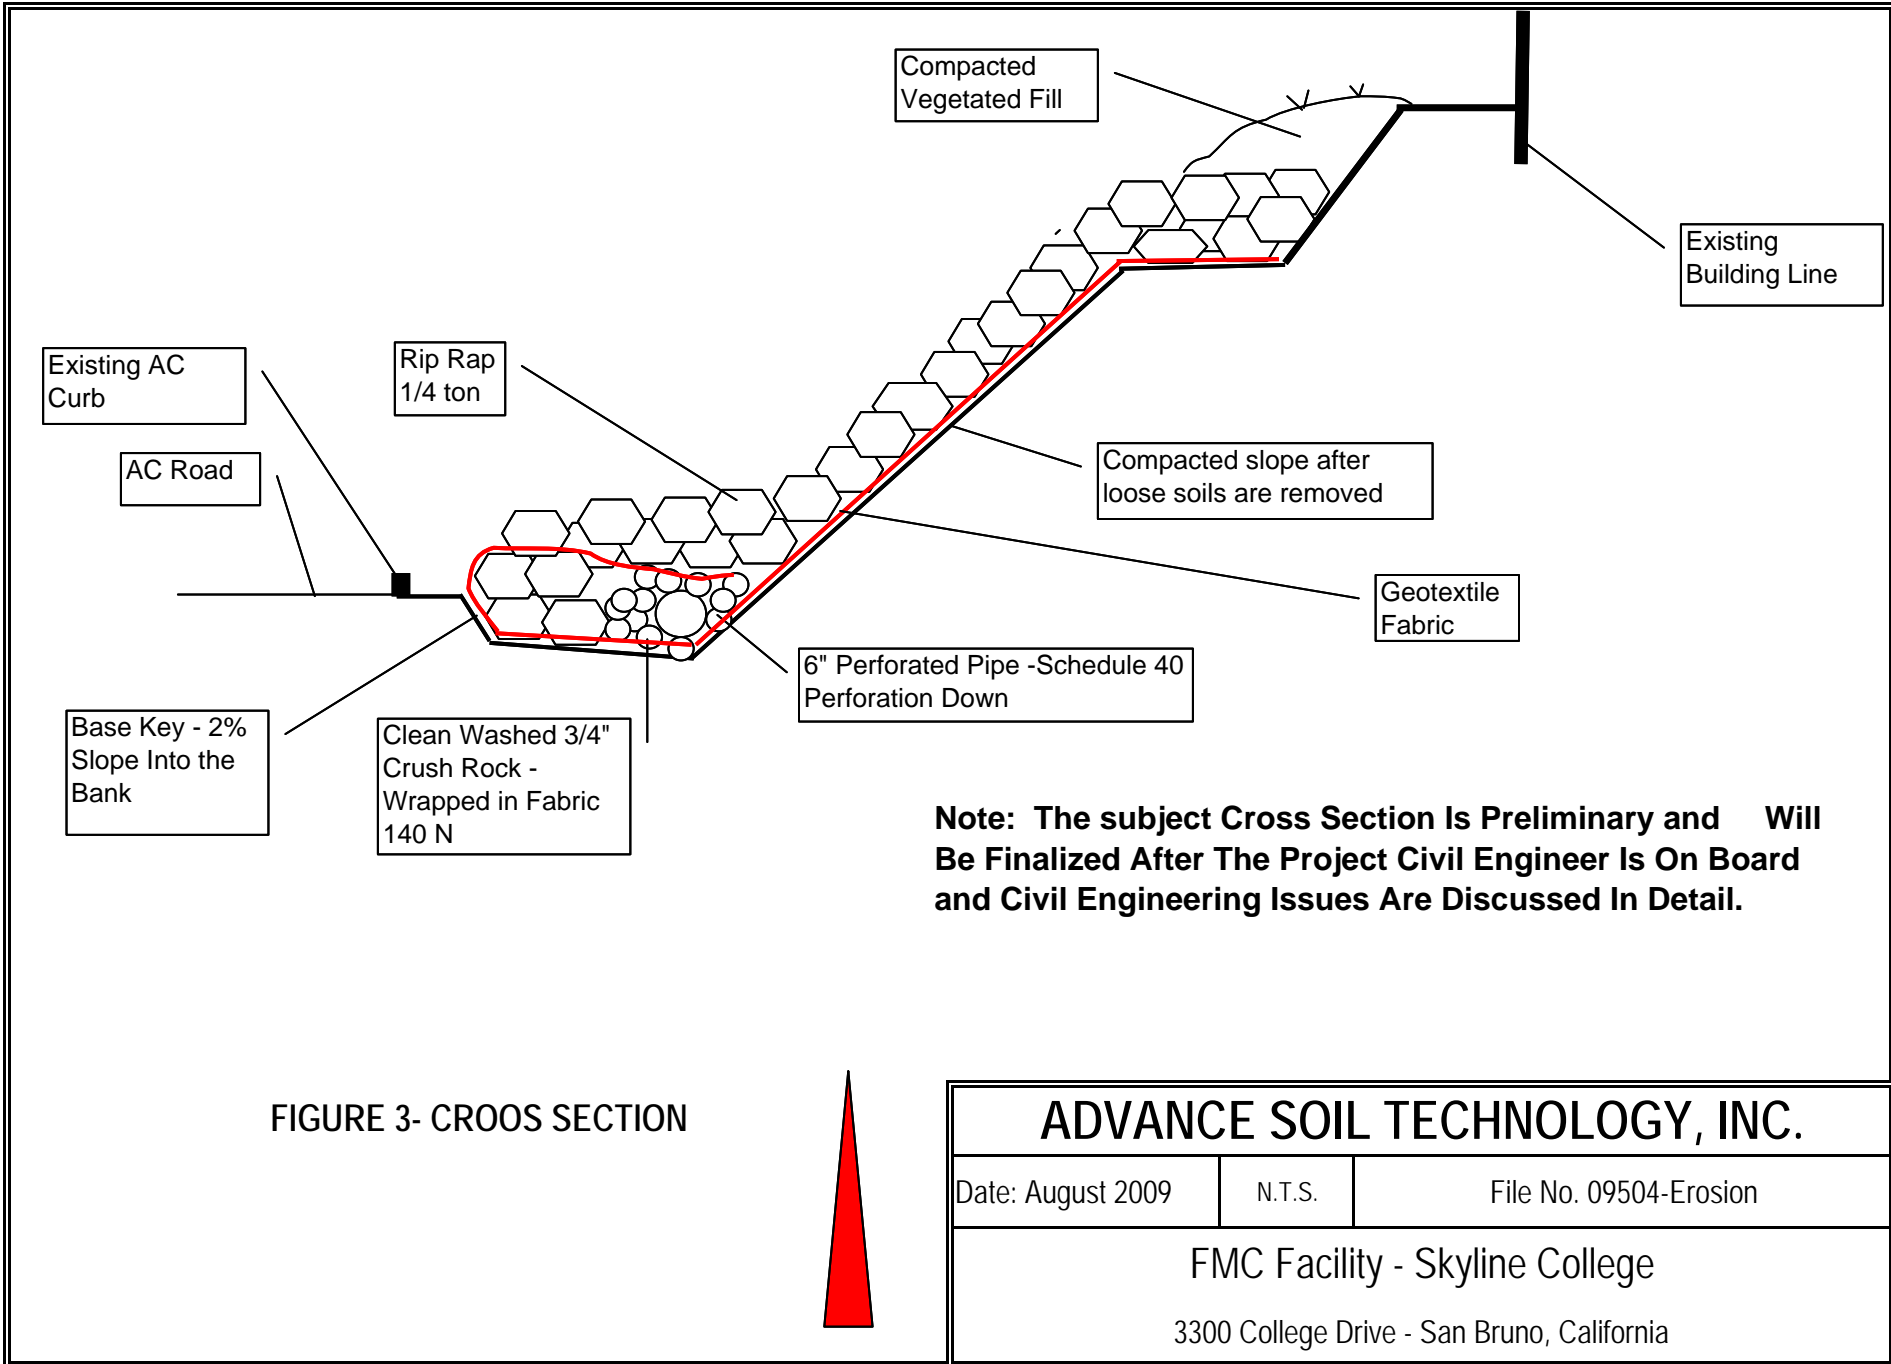 Compacted
Vegetated Fill
Existing
Building Line
Existing AC
Curb
Rip Rap
1/4 ton
AC Road
Compacted slope after
loose soils are removed
Geotextile
Fabric
6" Perforated Pipe -Schedule 40
Perforation Down
Base Key - 2%
Slope Into the
Bank
Clean Washed 3/4"
Crush Rock -
Wrapped in Fabric
140 N
Note: The subject Cross Section Is Preliminary and Will
Be Finalized After The Project Civil Engineer Is On Board
and Civil Engineering Issues Are Discussed In Detail.
FIGURE 3- CROOS SECTION
ADVANCE SOIL TECHNOLOGY, INC.
Date: August 2009
N.T.S.
File No. 09504-Erosion
FMC Facility - Skyline College
3300 College Drive - San Bruno, California